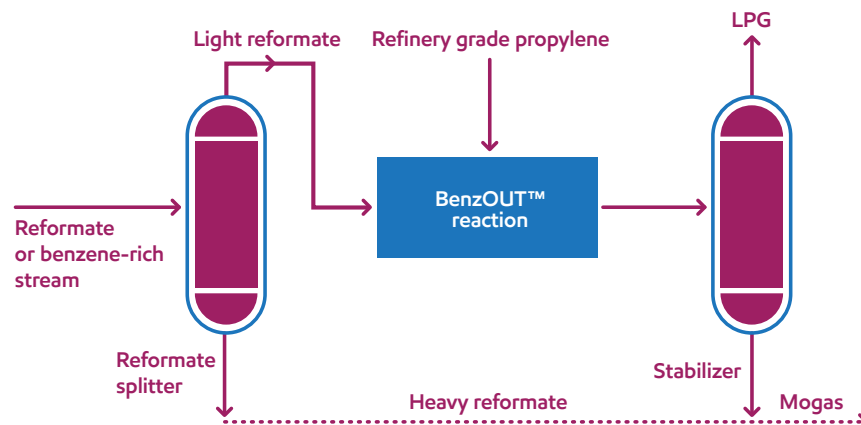 LPG
Light reformate
Refinery grade propylene
BenzOUT™
reaction
Reformate
or benzene-rich
stream
Reformate
splitter
Stabilizer
Heavy reformate
Mogas